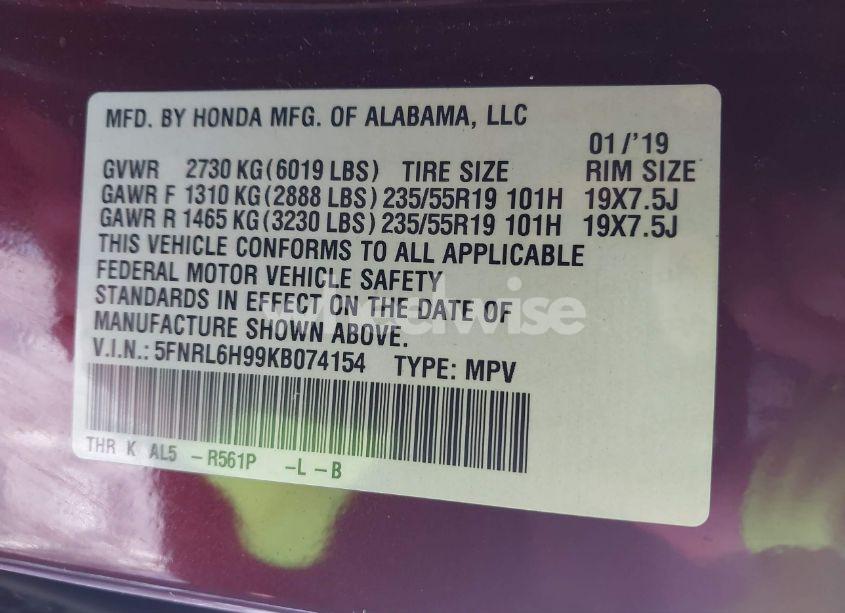 MFD. BY HONDA MFG. OF ALABAMA, LLC
01/'19
GVWR 2730 KG(6019 LBS) TIRE SIZE RIM SIZE
GAWR F 1310 KG(2888 LBS) 235/55R19 101H 19X7.5J
GAWR R 1465 KG(3230 LBS) 235/55R19 101H 19X7.5J
THIS VEHICLE CONFORMS TO ALL APPLICABLE
FEDERAL MOTOR VEHICLE SAFETY
STANDARDS IN EFFECT ON THE DATE OF
MANUFACTURE SHOWN ABOVE.
V.I.N.: 5FNRL6H99KB074154 TYPE: MPV
THR K AL5 -R561P -L -B